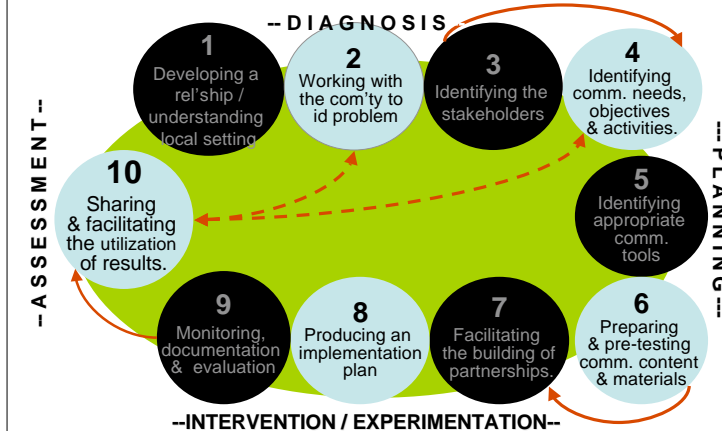 -- D I A G N O S I S --
1
Developing a
rel'ship /
understanding
local setting
2
Working with
the com'ty to
id problem
3
Identifying the
stakeholders
4
Identifying
comm. needs,
objectives
& activities.
-- P L A N N I N G --
5
Identifying
appropriate
comm.
tools
6
Preparing
& pre-testing
comm. content
& materials
7
Facilitating
the building of
partnerships.
8
Producing an
implementation
plan
9
Monitoring,
documentation
& evaluation
10
Sharing
& facilitating
the utilization
of results.
-- A S S E S S M E N T --
--INTERVENTION / EXPERIMENTATION--